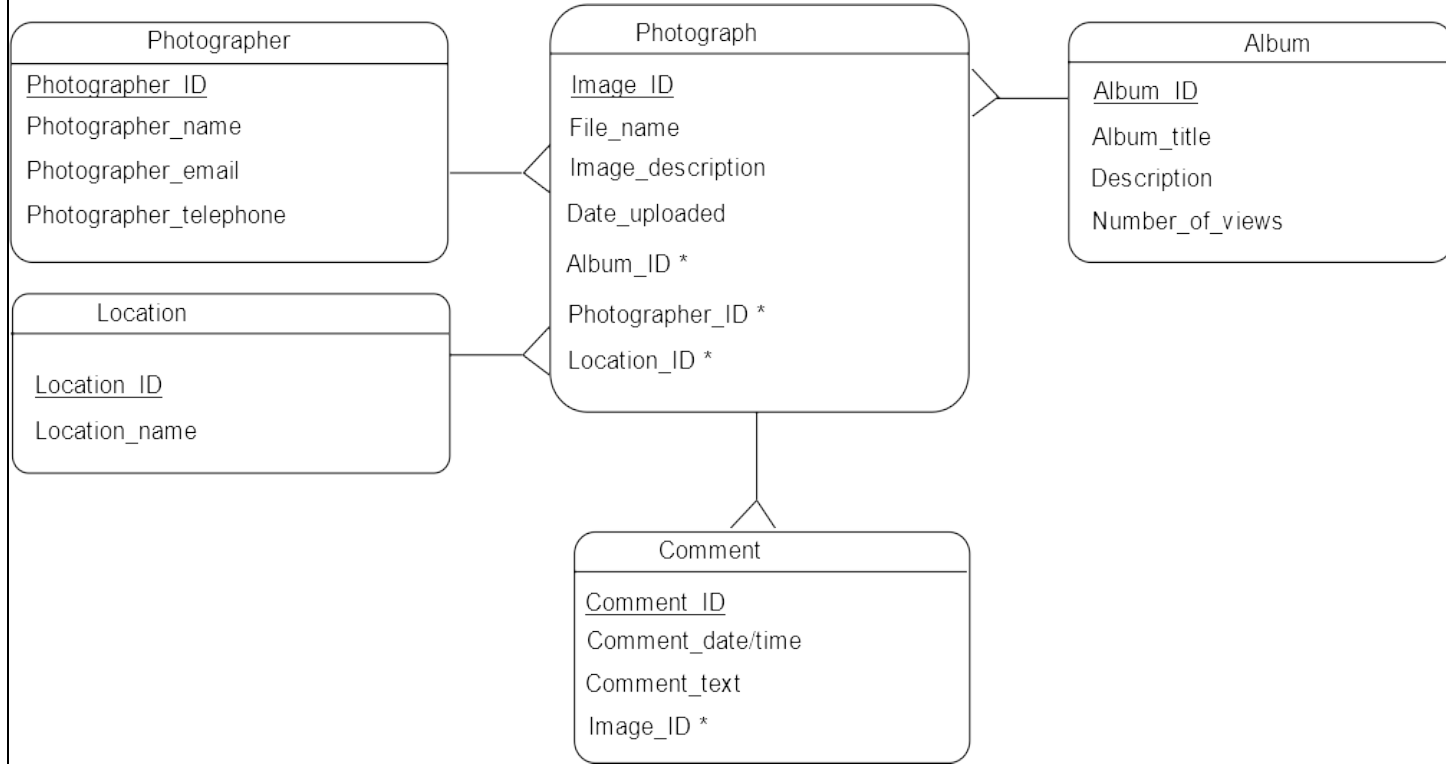 Photographer
Photographer_ID
Photographer_name
Photographer_email
Photographer_telephone
Location
Location_ID
Location_name
Photograph
Image_ID
File_name
Image_description
Date_uploaded
Album_ID *
Photographer_ID *
Location_ID *
Album
Album_ID
Album_title
Description
Number_of_views
Comment
Comment_ID
Comment_date/time
Comment_text
Image_ID *